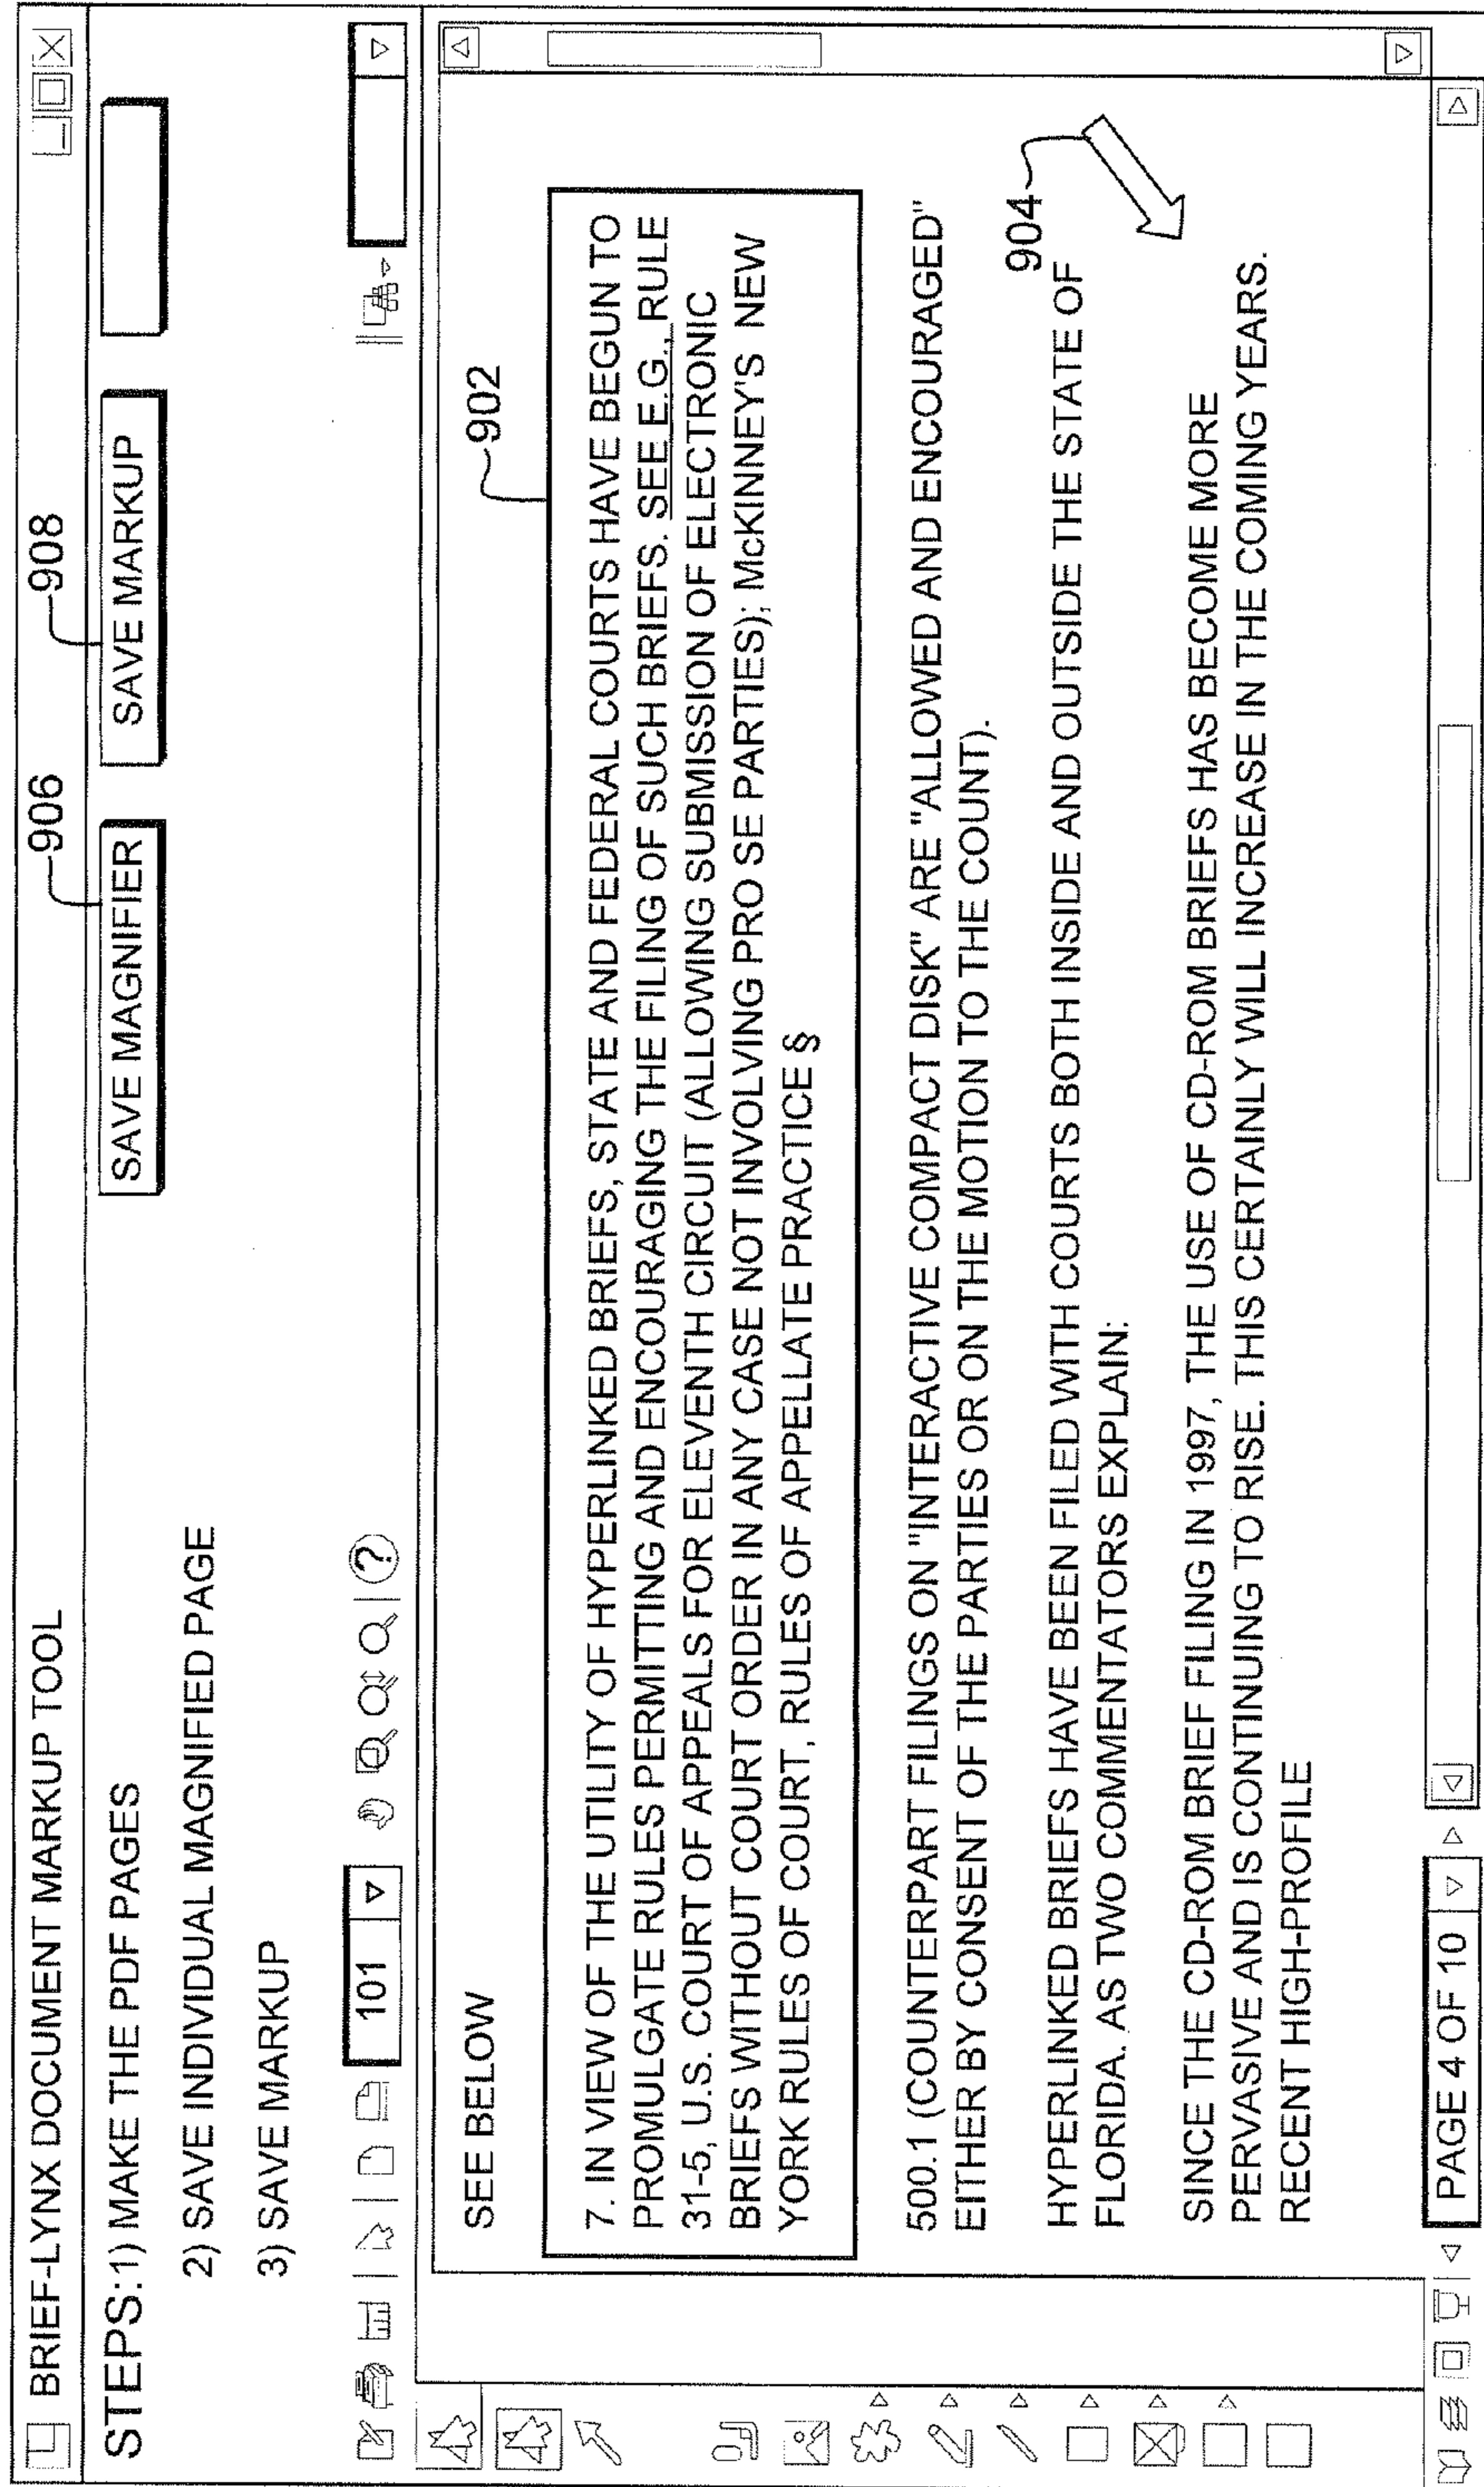 BRIEF-LYNX DOCUMENT MARKUP TOOL
STEPS:1) MAKE THE PDF PAGES
2) SAVE INDIVIDUAL MAGNIFIED PAGE
3) SAVE MARKUP
906
908
SAVE MAGNIFIER
SAVE MARKUP
101
?
SEE BELOW
902
7. IN VIEW OF THE UTILITY OF HYPERLINKED BRIEFS, STATE AND FEDERAL COURTS HAVE BEGUN TO
PROMULGATE RULES PERMITTING AND ENCOURAGING THE FILING OF SUCH BRIEFS. SEE E.G., RULE
31-5, U.S. COURT OF APPEALS FOR ELEVENTH CIRCUIT (ALLOWING SUBMISSION OF ELECTRONIC
BRIEFS WITHOUT COURT ORDER IN ANY CASE NOT INVOLVING PRO SE PARTIES); McKINNEY'S NEW
YORK RULES OF COURT, RULES OF APPELLATE PRACTICE §
500.1 (COUNTERPART FILINGS ON "INTERACTIVE COMPACT DISK" ARE "ALLOWED AND ENCOURAGED"
EITHER BY CONSENT OF THE PARTIES OR ON THE MOTION TO THE COUNT).
904
HYPERLINKED BRIEFS HAVE BEEN FILED WITH COURTS BOTH INSIDE AND OUTSIDE THE STATE OF
FLORIDA. AS TWO COMMENTATORS EXPLAIN:
SINCE THE CD-ROM BRIEF FILING IN 1997, THE USE OF CD-ROM BRIEFS HAS BECOME MORE
PERVASIVE AND IS CONTINUING TO RISE. THIS CERTAINLY WILL INCREASE IN THE COMING YEARS.
RECENT HIGH-PROFILE
PAGE 4 OF 10